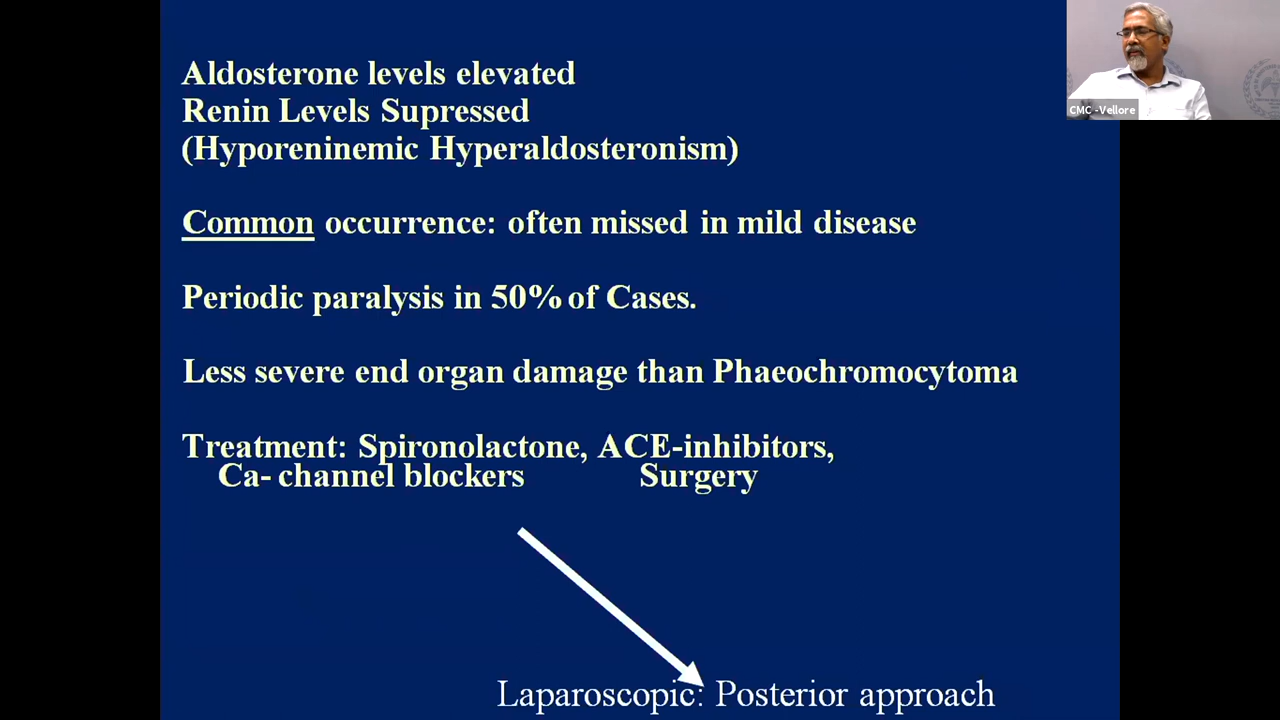 Aldosterone levels elevated
Renin Levels Supressed
(Hyporeninemic Hyperaldosteronism)
Common occurrence: often missed in mild disease
Periodic paralysis in 50% of Cases.
Less severe end organ damage than Phaeochromocytoma
Treatment: Spironolactone, ACE-inhibitors,
Ca- channel blockers Surgery
Laparoscopic: Posterior approach
CMC -Vellore